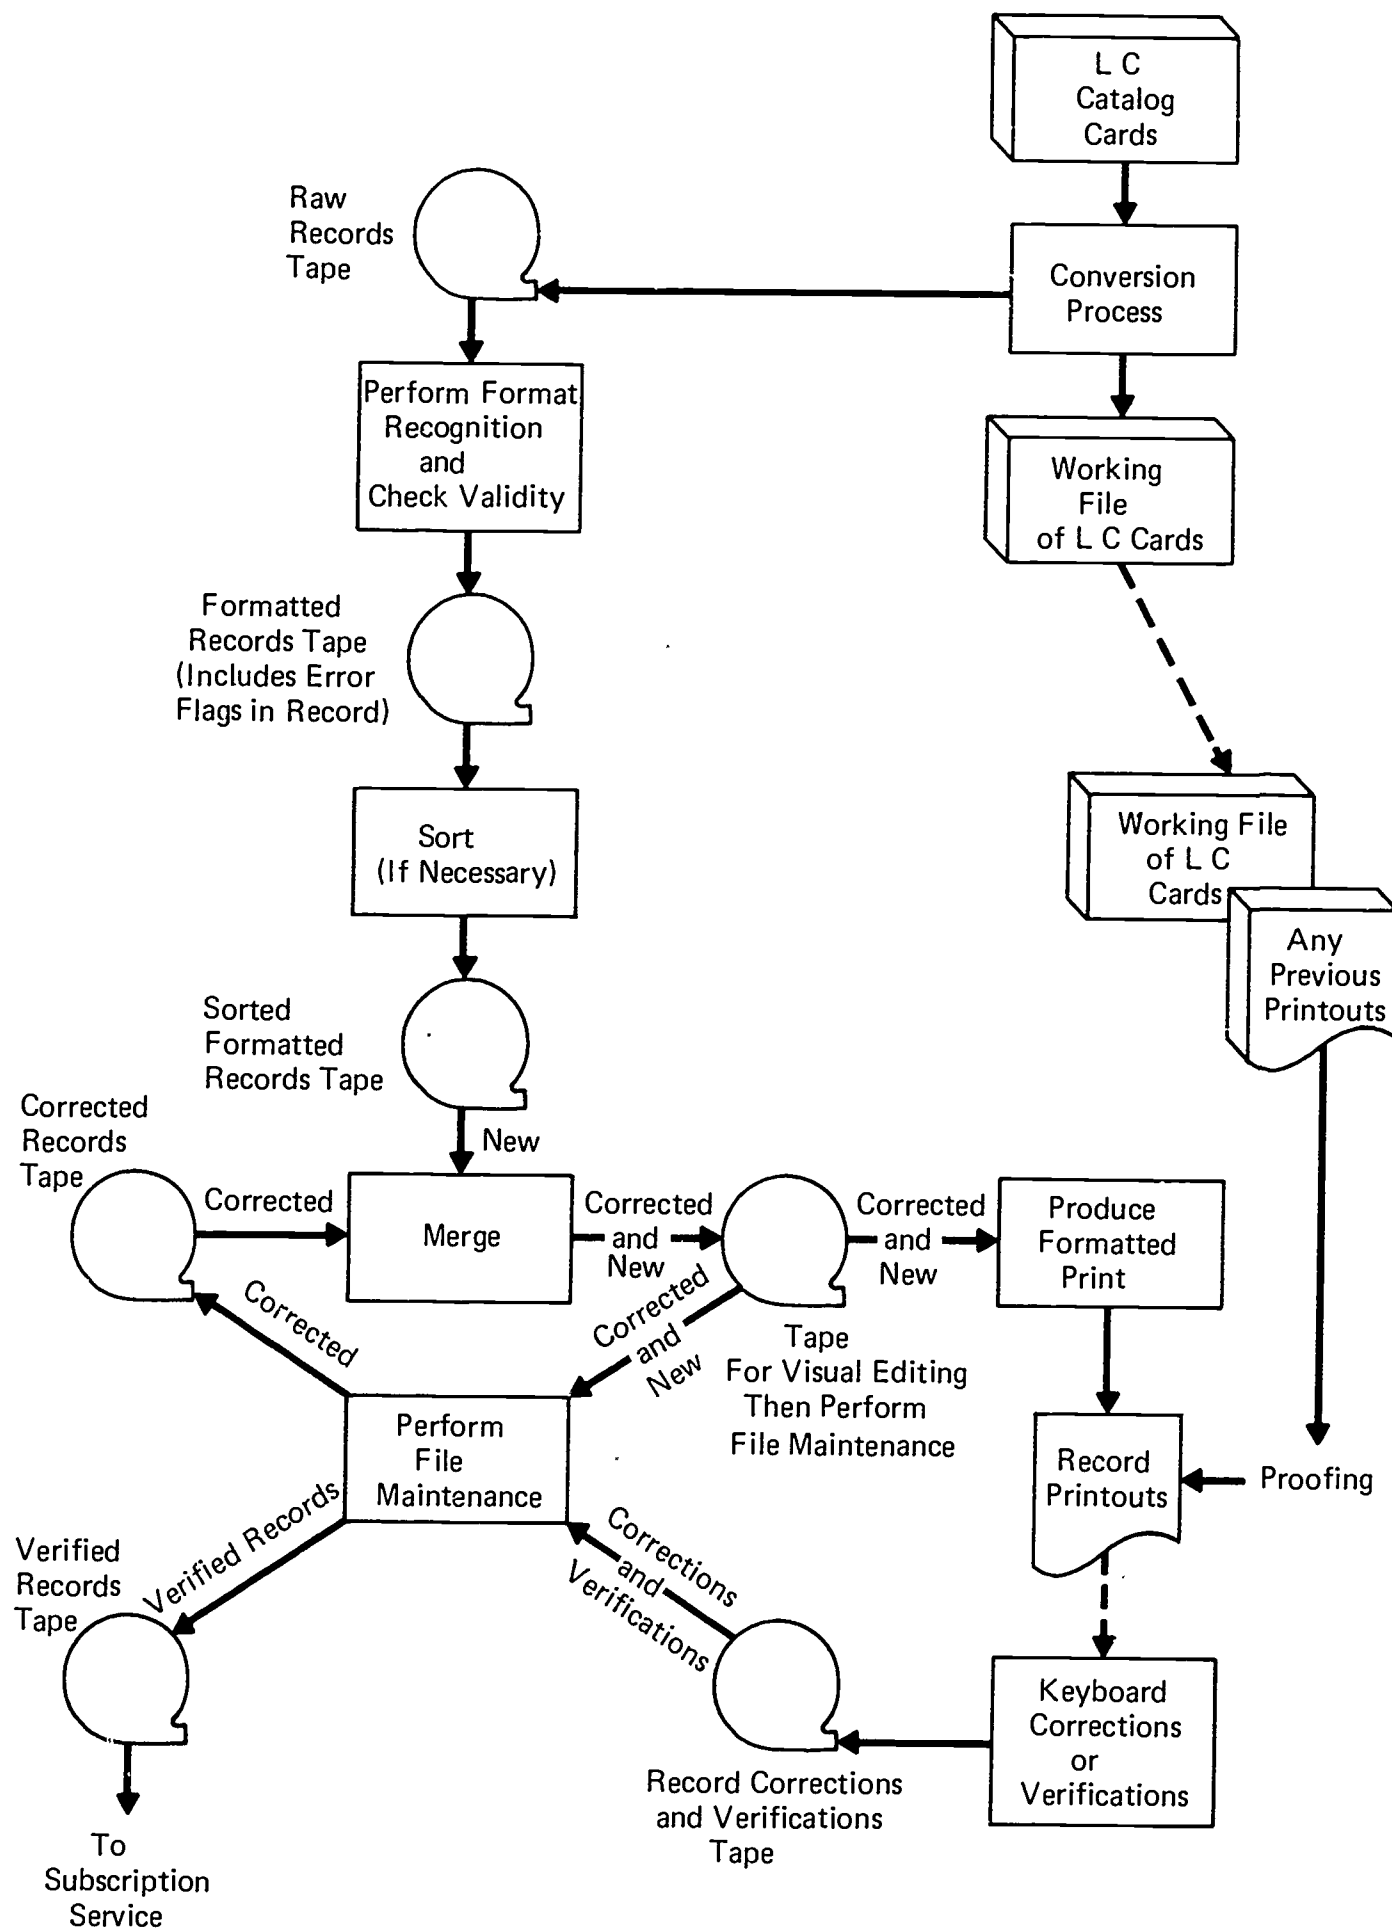 L C
Catalog
Cards
Raw
Records
Tape
Conversion
Process
Perform Format
Recognition
and
Check Validity
Working
File
of L C Cards
Formatted
Records Tape
(Includes Error
Flags in Record)
Sort
(If Necessary)
Working File
of L C
Cards
Any
Previous
Printouts
Sorted
Formatted
Records Tape
New
Corrected
Records
Tape
Corrected
Merge
Corrected
and
New
Corrected
and
New
Produce
Formatted
Print
Corrected
Corrected
and
New
Tape
For Visual Editing
Then Perform
File Maintenance
Perform
File
Maintenance
Record
Printouts
Proofing
Verified Records
Verified
Records
Tape
Corrections
and
Verifications
Keyboard
Corrections
or
Verifications
Record Corrections
and Verifications
Tape
To
Subscription
Service